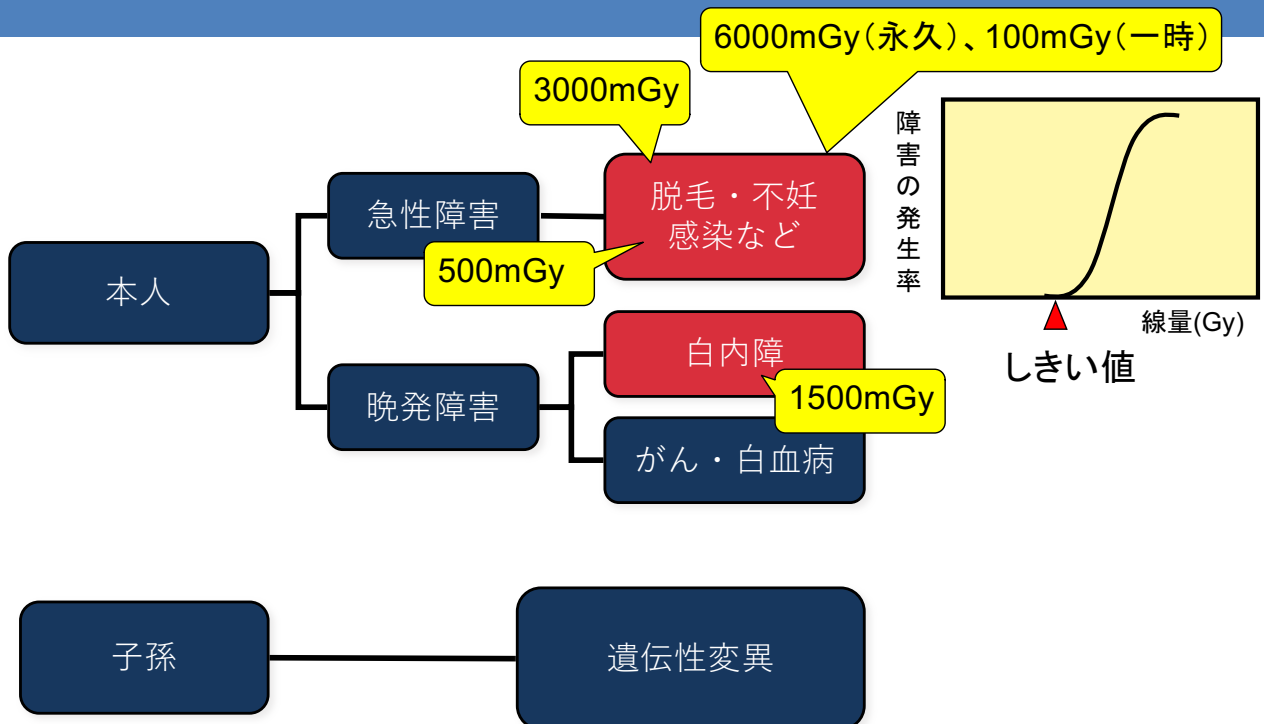 6000mGy(永久)、100mGy(一時)
3000mGy
障害の発生率
急性障害
脱毛・不妊
感染など
500mGy
本人
線量(Gy)
しきい値
白内障
1500mGy
晩発障害
がん・白血病
子孫
遺伝性変異